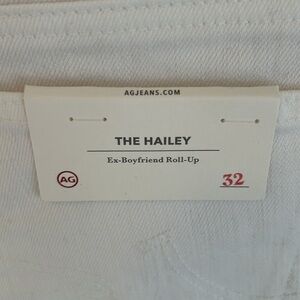 AGJEANS.COM
THE HAILEY
Ex-Boyfriend Roll-Up
AG
32